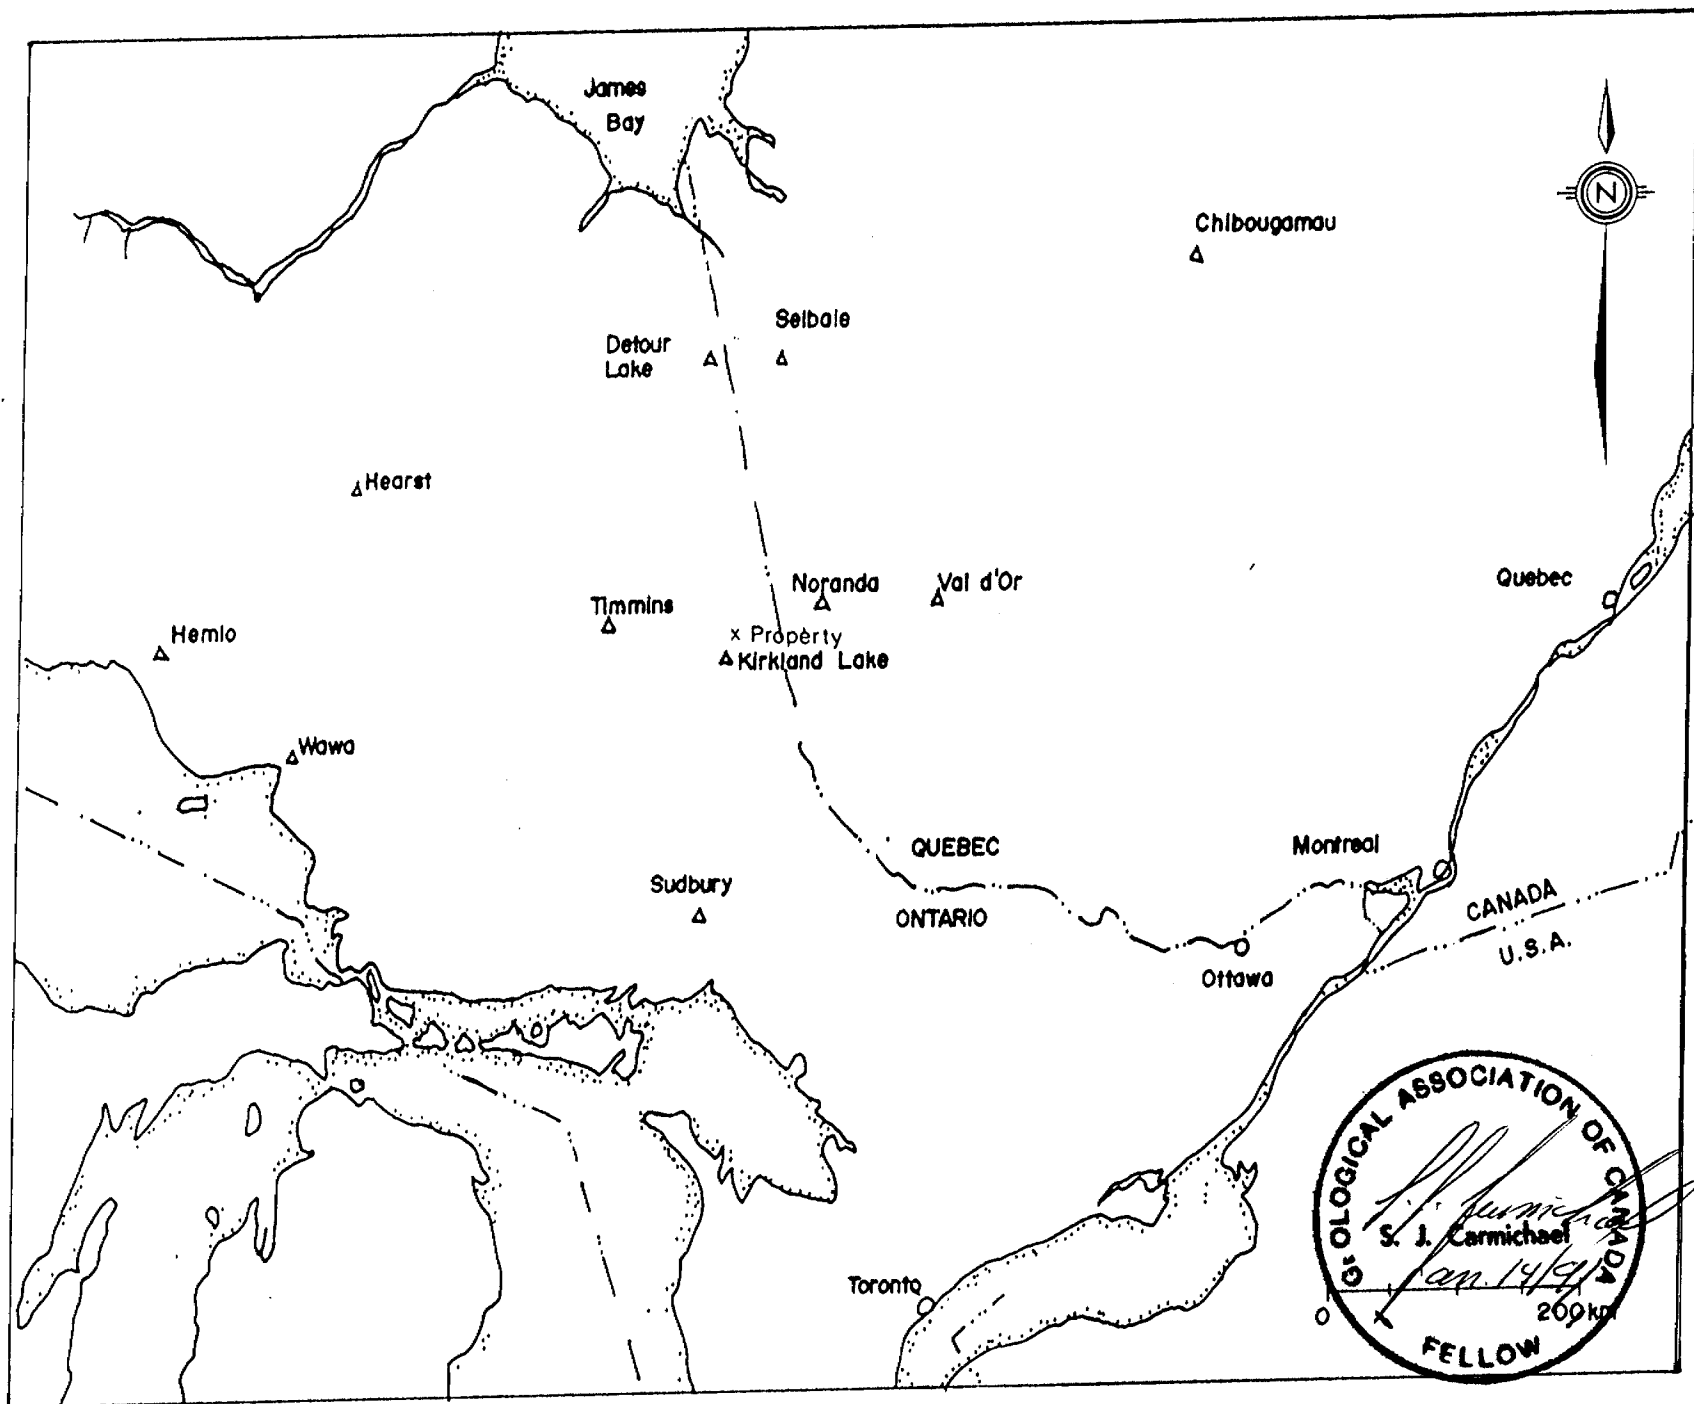 James
Bay
N
Chibougamau
Selbaie
Detour
Lake
Hearst
Noranda
Val d'Or
Quebec
Timmins
x Property
Kirkland Lake
Hemlo
Wawa
QUEBEC
Montreal
Sudbury
ONTARIO
CANADA
U.S.A.
Ottawa
GEOLOGICAL ASSOCIATION OF CANADA
S. J. Carmichael
Jan. 14/9
Toronto
0
200 km
FELLOW